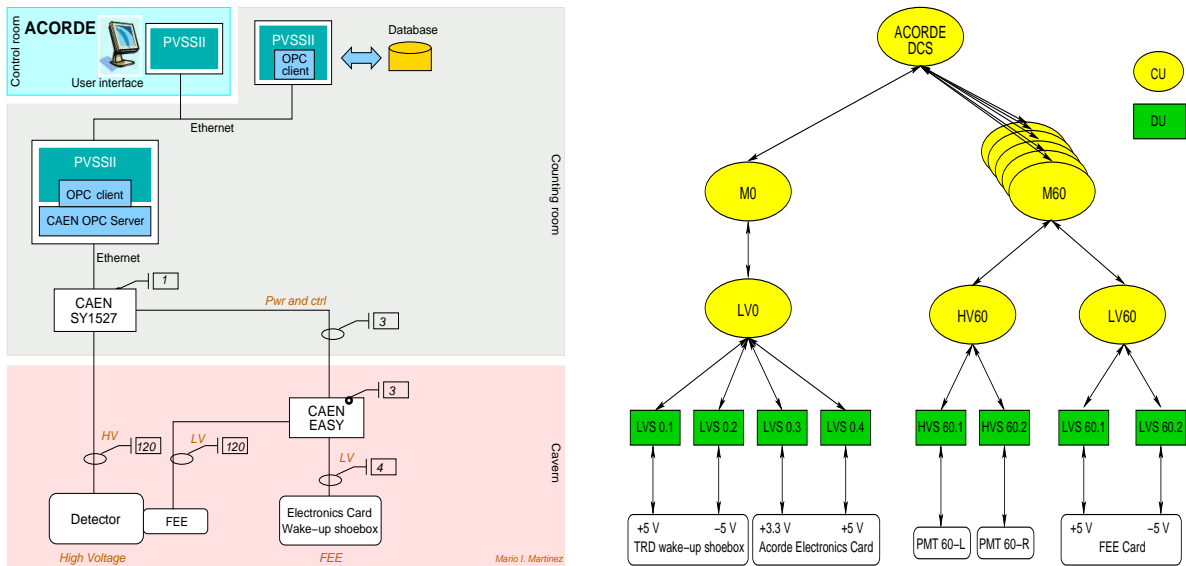 Control room
ACORDE
User interface
PVSSII
PVSSII
OPC
client
Database
Ethernet
Counting room
PVSSII
OPC client
CAEN OPC Server
Ethernet
1
CAEN
SY1527
Pwr and ctrl
3
3
CAEN
EASY
Cavern
HV
120
LV
120
LV
4
Detector
FEE
Electronics Card
Wake−up shoebox
High Voltage
FEE
Mario I. Martinez
ACORDE
DCS
CU
DU
M0
M60
LV0
HV60
LV60
LVS 0.1
LVS 0.2
LVS 0.3
LVS 0.4
HVS 60.1
HVS 60.2
LVS 60.1
LVS 60.2
+5 V
−5 V
TRD wake−up shoebox
+3.3 V
+5 V
Acorde Electronics Card
PMT 60−L
PMT 60−R
+5 V
−5 V
FEE Card